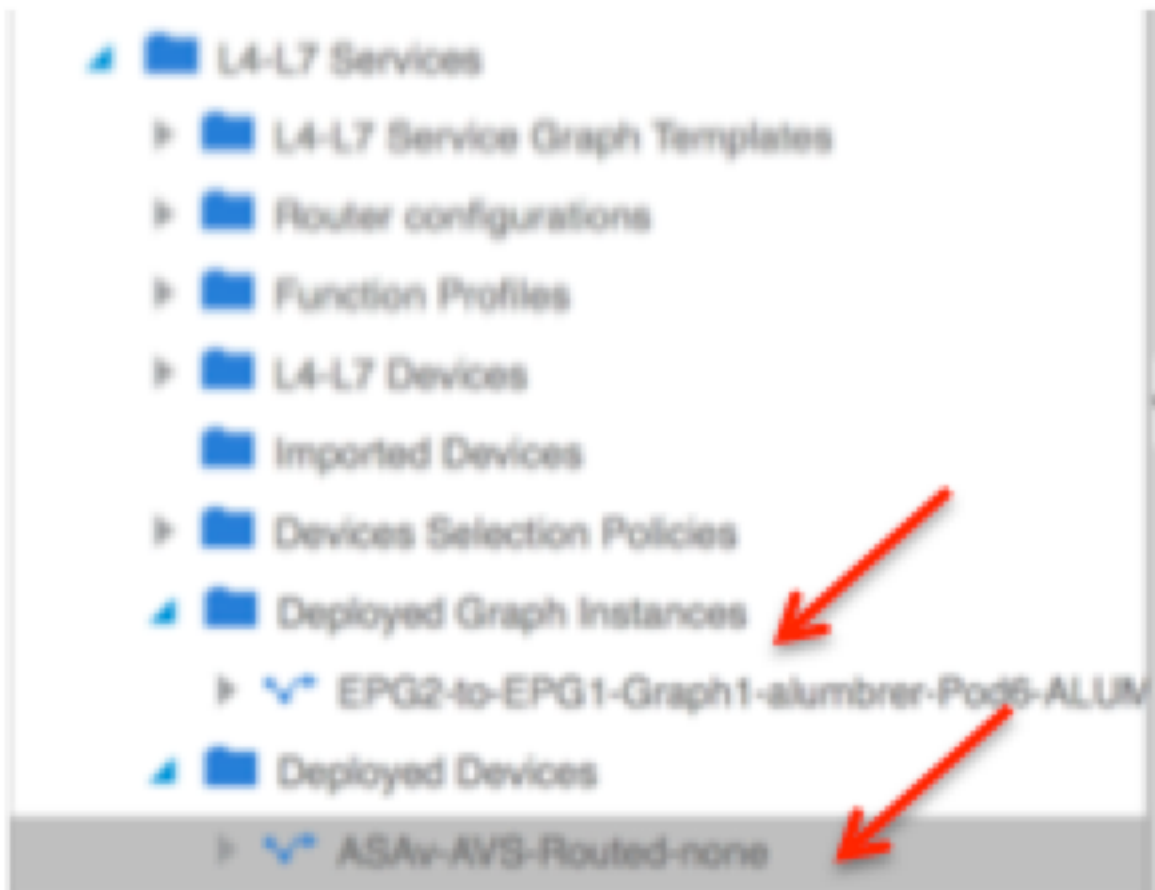 L4-L7 Services
L4-L7 Service Graph Templates
Router configurations
Function Profiles
L4-L7 Devices
Imported Devices
Devices Selection Policies
Deployed Graph Instances
EPG2-to-EPG1-Graph1-alumbrer-Pod6-ALUM
Deployed Devices
ASAv-AVS-Routed-none